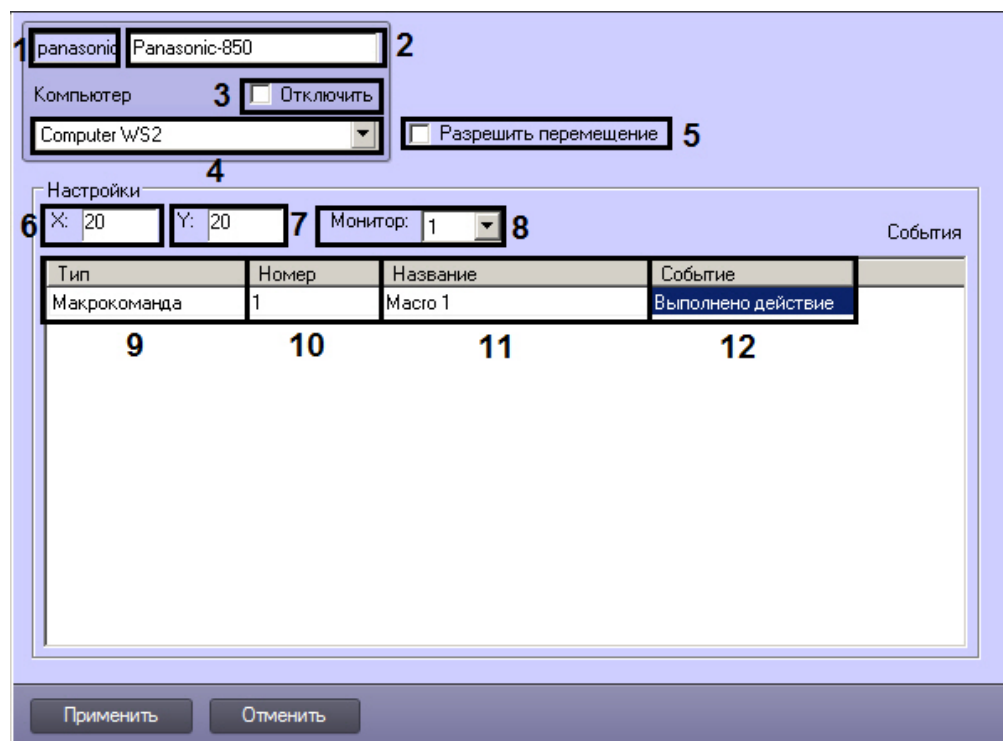 1 panasonic Panasonic-850 2
Компьютер 3 Отключить
Computer WS2 Разрешить перемещение 5
4
Настройки
6 X: 20 Y: 20 7 Монитор: 1 8 События
Тип Номер Название Событие
Макрокоманда 1 Macro 1 Выполнено действие
9 10 11 12
Применить Отменить